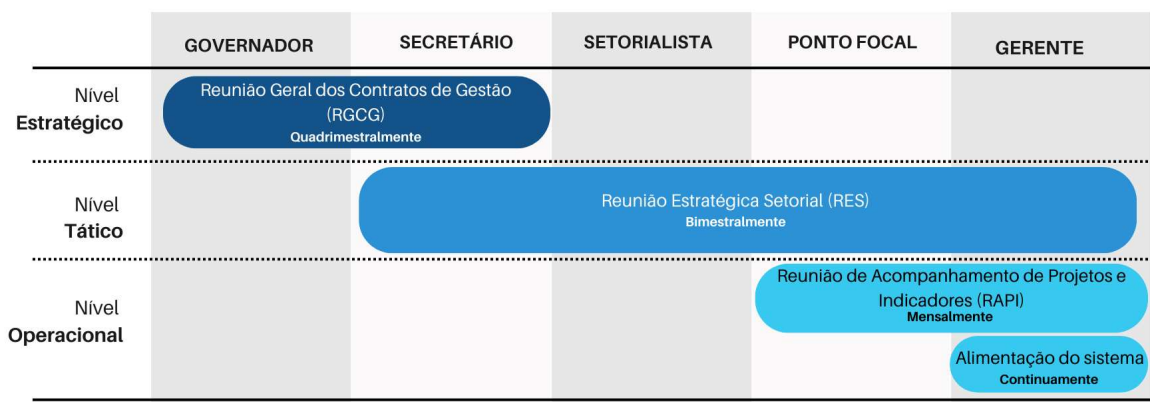 GOVERNADOR
SECRETÁRIO
SETORIALISTA
PONTO FOCAL
GERENTE
Nível
Estratégico
Reunião Geral dos Contratos de Gestão
(RGCG)
Quadrimestralmente
Nível
Tático
Reunião Estratégica Setorial (RES)
Bimestralmente
Nível
Operacional
Reunião de Acompanhamento de Projetos e
Indicadores (RAPI)
Mensalmente
Alimentação do sistema
Continuamente